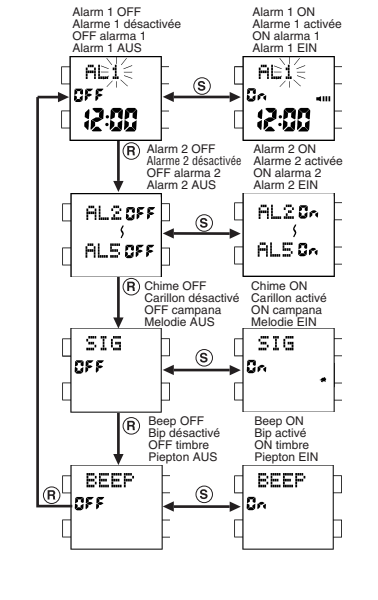 Alarm 1 OFF
Alarme 1 désactivée
OFF alarma 1
Alarm 1 AUS
Alarm 1 ON
Alarme 1 activée
ON alarma 1
Alarm 1 EIN
AL1
OFF
12:00
S
AL1
On
12:00
R
Alarm 2 OFF
Alarme 2 désactivée
OFF alarma 2
Alarm 2 AUS
Alarm 2 ON
Alarme 2 activée
ON alarma 2
Alarm 2 EIN
AL2 OFF
AL5 OFF
S
AL2 On
AL5 On
R
Chime OFF
Carillon désactivé
OFF campana
Melodie AUS
Chime ON
Carillon activé
ON campana
Melodie EIN
SIG
OFF
S
SIG
On
R
Beep OFF
Bip désactivé
OFF timbre
Piepton AUS
Beep ON
Bip activé
ON timbre
Piepton EIN
R
BEEP
OFF
S
BEEP
On